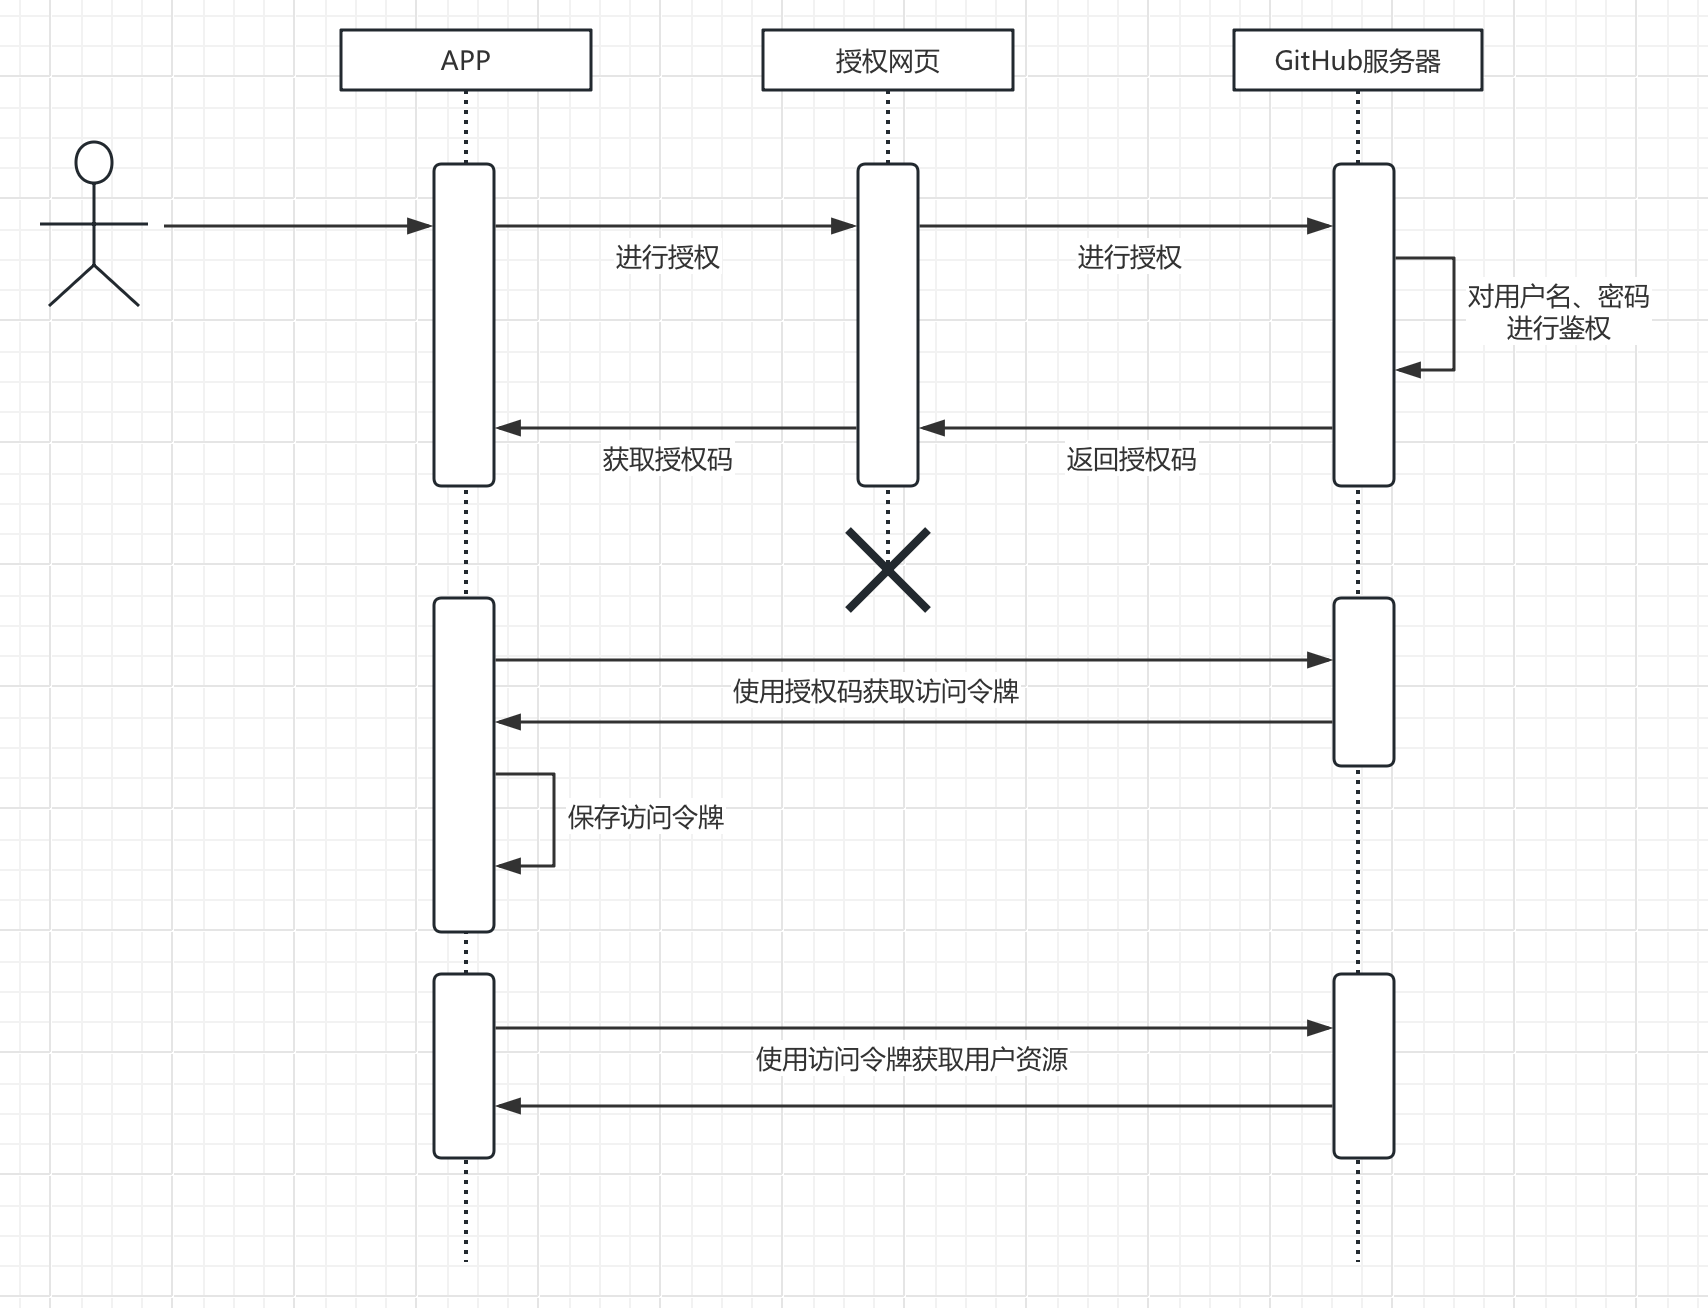 APP
授权网页
GitHub服务器
进行授权
进行授权
对用户名、密码
进行鉴权
获取授权码
返回授权码
使用授权码获取访问令牌
保存访问令牌
使用访问令牌获取用户资源